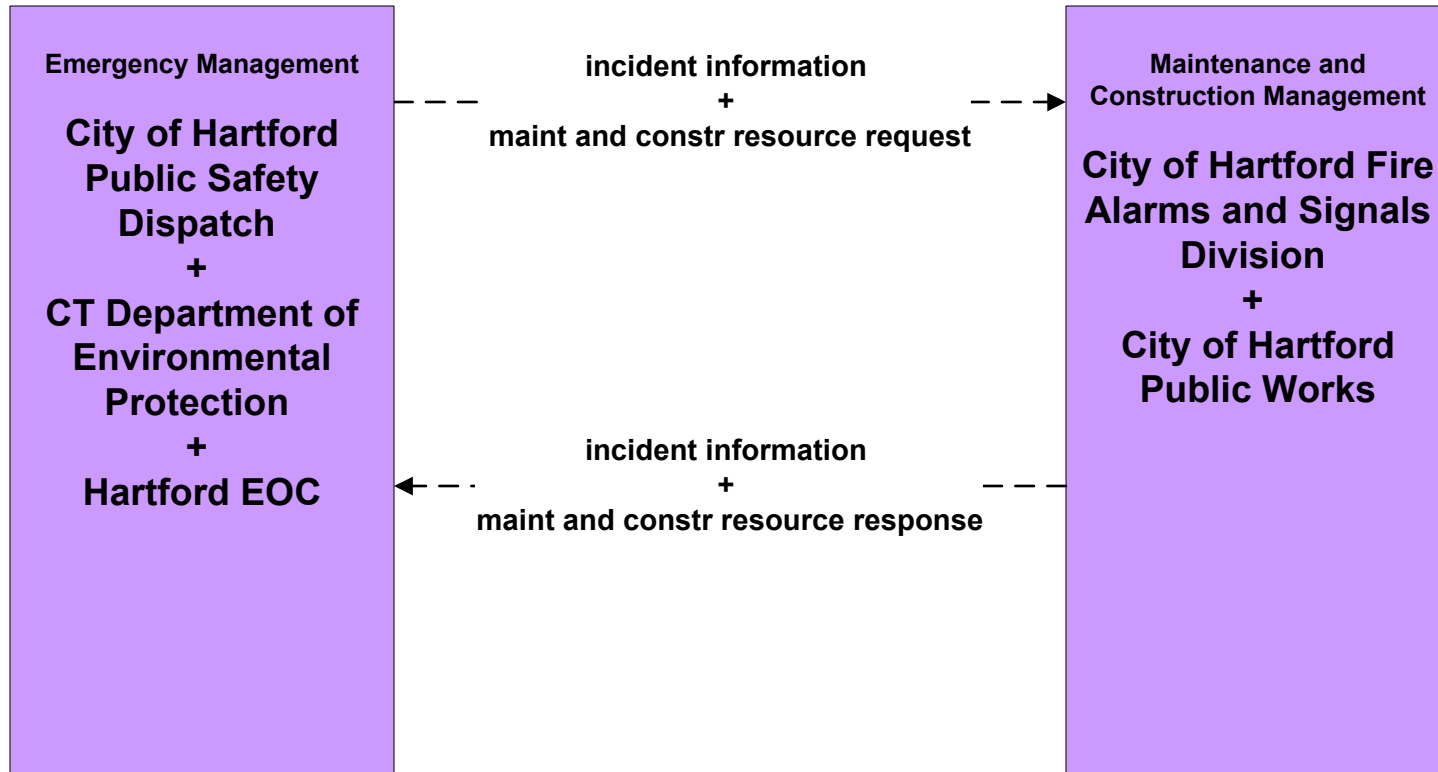 Emergency Management
City of Hartford
Public Safety
Dispatch
+
CT Department of
Environmental
Protection
+
Hartford EOC
incident information
+
maint and constr resource request
incident information
+
maint and constr resource response
Maintenance and
Construction Management
City of Hartford Fire
Alarms and Signals
Division
+
City of Hartford
Public Works